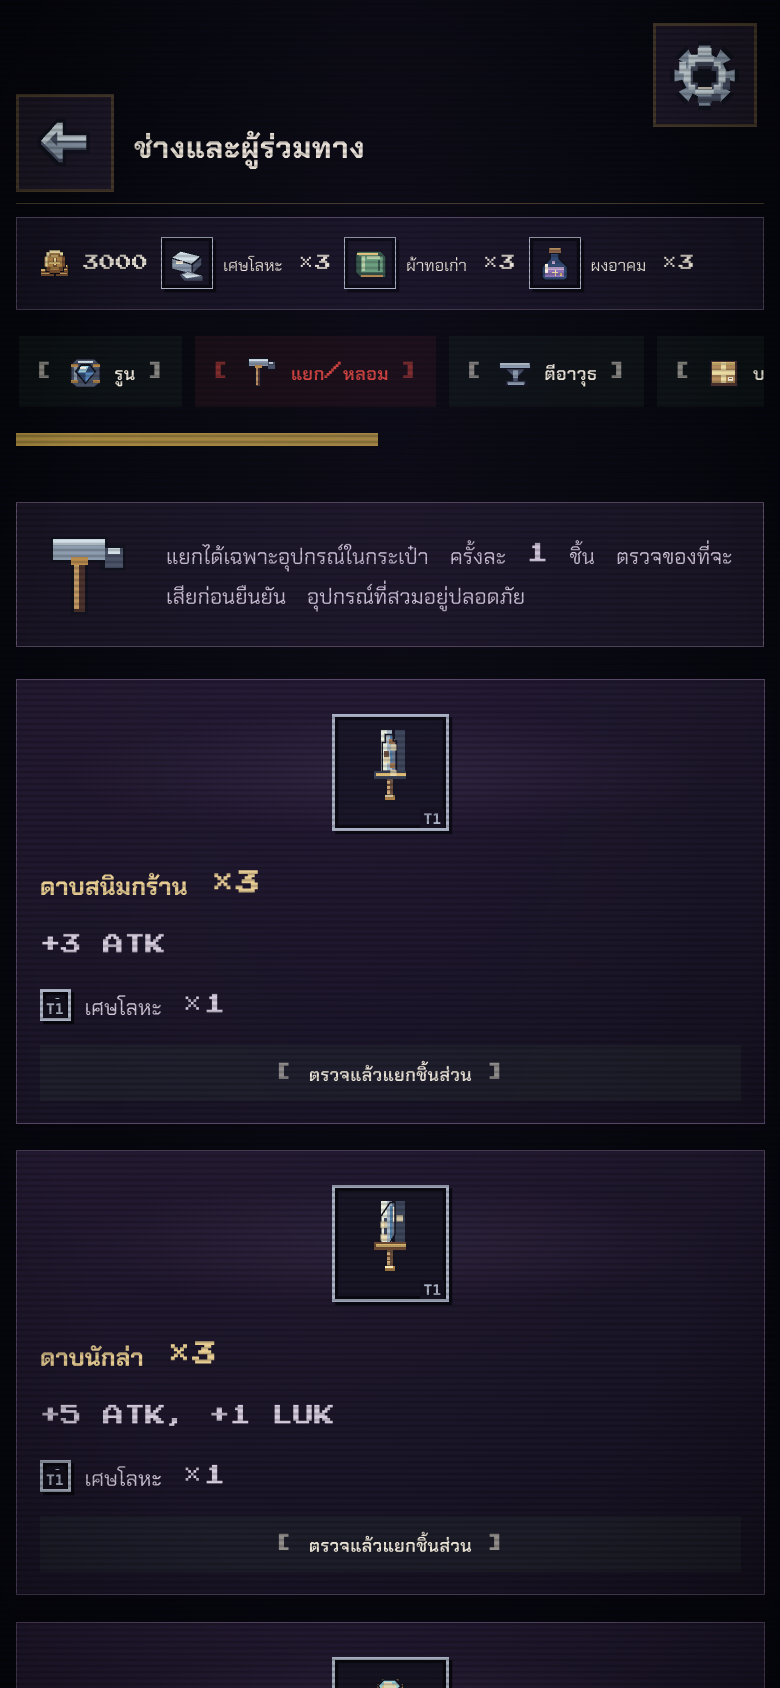 ช่างและผู้ร่วมทาง
3000 เศษโลหะ ×3 ผ้าทอเก่า ×3 ผงอาคม ×3
[ รูน ] [ แยก/หลอม ] [ ตีอาวุธ ] [ บ
แยกได้เฉพาะอุปกรณ์ในกระเป๋า ครั้งละ 1 ชิ้น ตรวจของที่จะ
เสียก่อนยืนยัน อุปกรณ์ที่สวมอยู่ปลอดภัย
T1
ดาบสนิมกร้าน ×3
+3 ATK
T1 เศษโลหะ ×1
[ ตรวจแล้วแยกชิ้นส่วน ]
T1
ดาบนักล่า ×3
+5 ATK, +1 LUK
T1 เศษโลหะ ×1
[ ตรวจแล้วแยกชิ้นส่วน ]